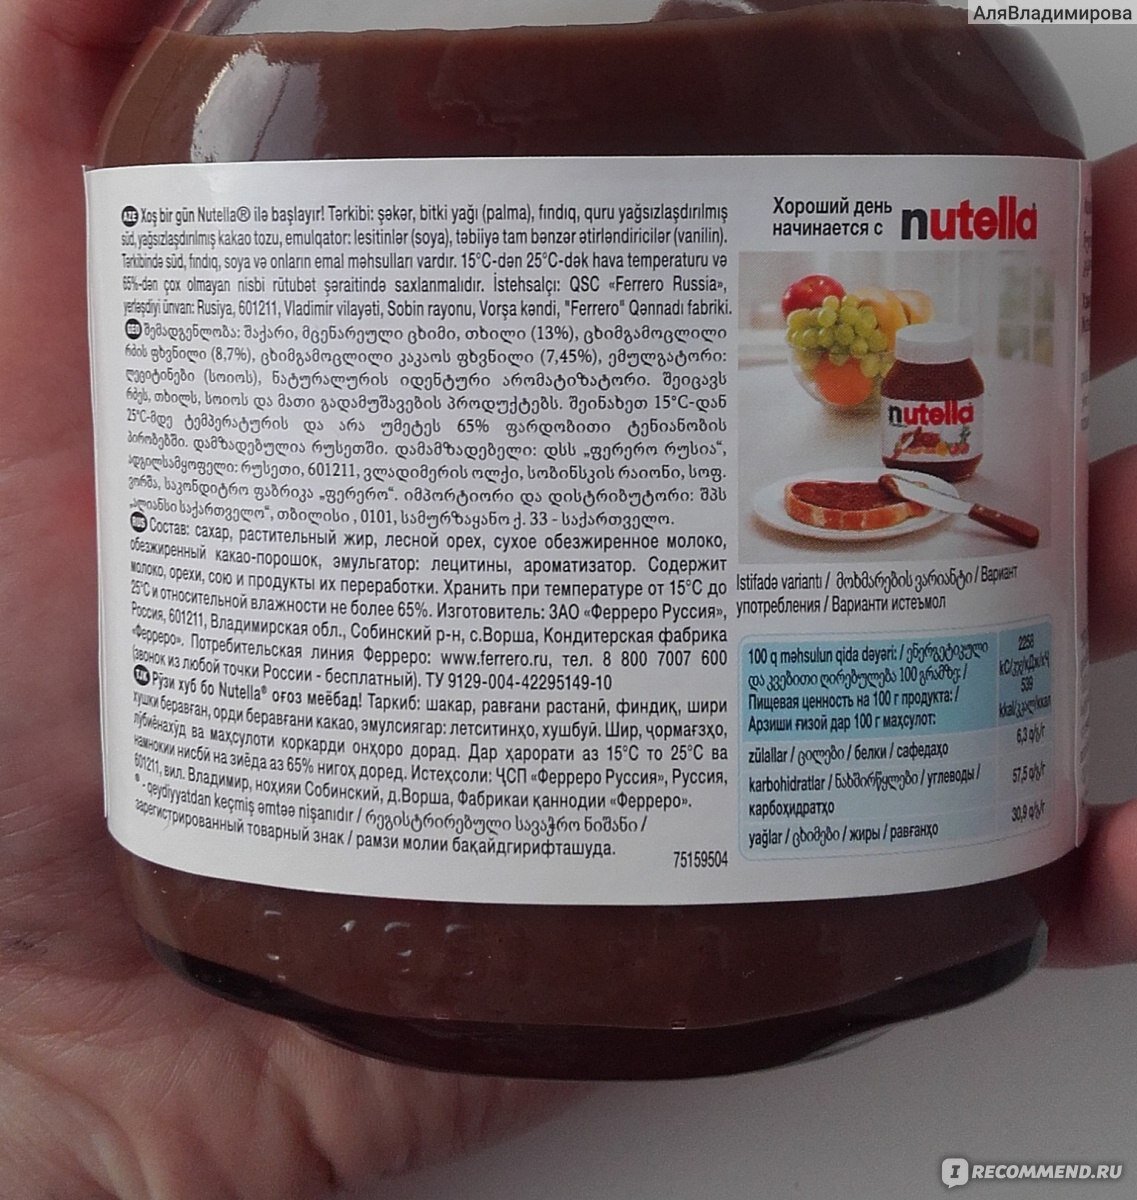 АляВладимирова
AZE Xoş bir gün Nutella® ilə başlayır! Tərkibi: şəkər, bitki yağı (palma), fındıq, quru yağsızlaşdırılmış
süd, yağsızlaşdırılmış kakao tozu, emulqator: lesitinlər (soya), təbiiyə tam bənzər ətirləndiricilər (vanilin).
Tərkibində süd, fındıq, soya və onların emal məhsulları vardır. 15°C-dən 25°C-dək hava temperaturu və
65%-dən çox olmayan nisbi rütubət şəraitində saxlanmalıdır. İstehsalçı: QSC «Ferrero Russia»,
yerləşdiyi ünvan: Rusiya, 601211, Vladimir vilayəti, Sobin rayonu, Vorşa kəndi, "Ferrero" Qənnadı fabriki.
GEO შემადგენლობა: შაქარი, მცენარეული ცხიმი, თხილი (13%), ცხიმგამოცლილი
რძის ფხვნილი (8,7%), ცხიმგამოცლილი კაკაოს ფხვნილი (7,45%), ემულგატორი:
ლეციტინები (სოიოს), ნატურალურის იდენტური არომატიზატორი. შეიცავს
რძეს, თხილს, სოიოს და მათი გადამუშავების პროდუქტებს. შეინახეთ 15°C-დან
25°C-მდე ტემპერატურის და არა უმეტეს 65% ფარდობითი ტენიანობის
პირობებში. დამზადებულია რუსეთში. დამამზადებელი: დსს „ფერერო რუსია“,
ადგილსამყოფელი: რუსეთი, 601211, ვლადიმერის ოლქი, სობინსკის რაიონი, სოფ.
ვორშა, საკონდიტრო ფაბრიკა „ფერერო“. იმპორტიორი და დისტრიბუტორი: შპს
„ალიანსი საქართველო“, თბილისი, 0101, სამურზაყანო ქ. 33 - საქართველო.
RUS Состав: сахар, растительный жир, лесной орех, сухое обезжиренное молоко,
обезжиренный какао-порошок, эмульгатор: лецитины, ароматизатор. Содержит
молоко, орехи, сою и продукты их переработки. Хранить при температуре от 15°C до
25°C и относительной влажности не более 65%. Изготовитель: ЗАО «Ферреро Руссия»,
Россия, 601211, Владимирская обл., Собинский р-н, с.Ворша, Кондитерская фабрика
«Ферреро». Потребительская линия Ферреро: www.ferrero.ru, тел. 8 800 7007 600
(звонок из любой точки России - бесплатный). ТУ 9129-004-42295149-10
TJK Рӯзи хуб бо Nutella® оғоз меёбад! Таркиб: шакар, равғани растанӣ, финдиқ, шири
хушки беравған, орди беравғани какао, эмулсиягар: летситинҳо, хушбуй. Шир, ҷормағзҳо,
лӯбиёнахӯд ва маҳсулоти коркарди онҳоро дорад. Дар ҳарорати аз 15°C то 25°C ва
намнокии нисбӣ на зиёда аз 65% нигоҳ доред. Истеҳсоли: ҶСП «Ферреро Руссия», Руссия,
601211, вил. Владимир, ноҳияи Собинский, д.Ворша, Фабрикаи қаннодии «Ферреро».
® - qeydiyyatdan keçmiş əmtəə nişanıdır / რეგისტრირებული სავაჭრო ნიშანი /
зарегистрированный товарный знак / рамзи молии бақайдгирифташуда.
75159504
Хороший день
начинается с nutella
nutella
Istifadə variantı / მოხმარების ვარიანტი / Вариант
употребления / Варианти истеъмол
100 q məhsulun qida dəyəri: / ენერგეტიკული
და კვებითი ღირებულება 100 გრამზე: /
Пищевая ценность на 100 г продукта: /
Арзиши ғизоӣ дар 100 г маҳсулот:
2258
kC/კჯ/кДж/кҶ
539
kkal/კკალ/ккал
zülallar / ცილები / белки / сафедаҳо 6,3 q/გ/г
karbohidratlar / ნახშირწყლები / углеводы /
карбоҳидратҳо 57,5 q/გ/г
yağlar / ცხიმები / жиры / равғанҳо 30,9 q/გ/г
I RECOMMEND.RU